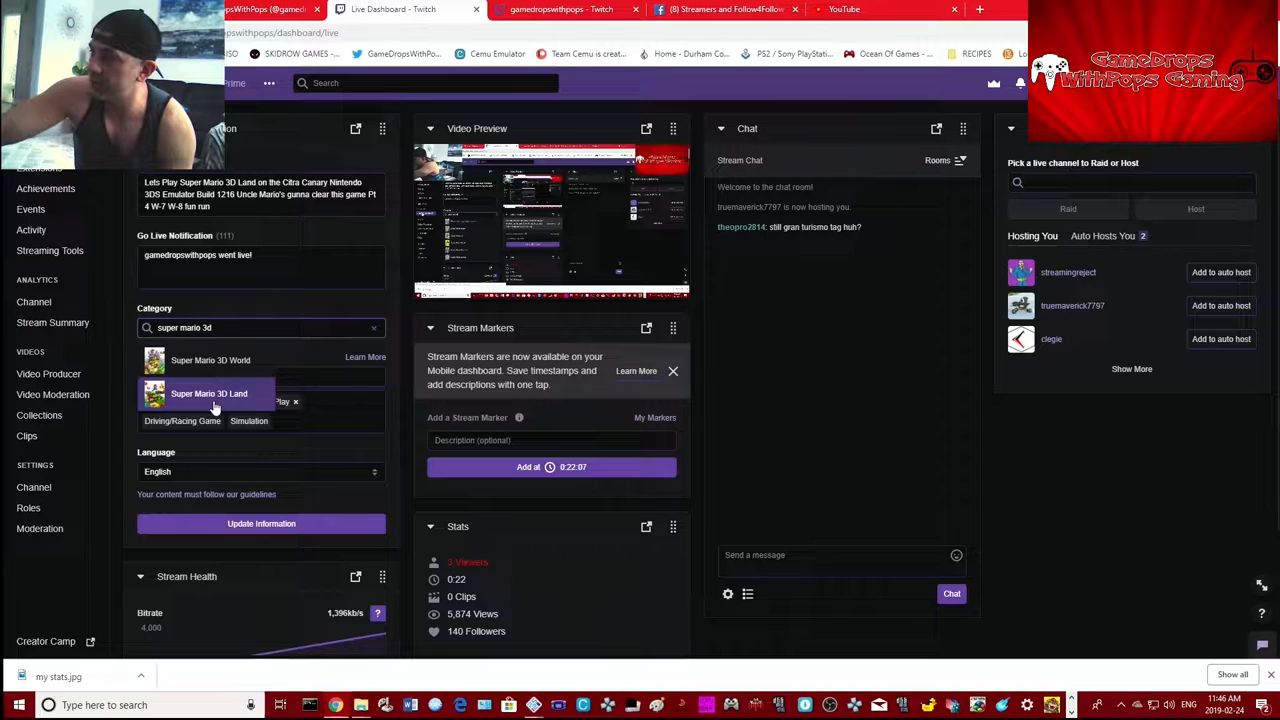 WithPops (@gamedr
Live Dashboard - Twitch
gamedropswithpops - Twitch
(8) Streamers and Follow4Follow
YouTube
withpops/dashboard/live
ISO
SKIDROW GAMES -
GameDropsWithPo
Cemu Emulator
Team Cemu is creat
Home - Durham Co
PS2 / Sony PlayStatio
Ocean Of Games -
RECIPES
GameDrops
WithPops Gaming
Prime
Search
Video Preview
Chat
Extensions
Achievements
Events
Activity
Streaming Tools
ANALYTICS
Channel
Stream Summary
VIDEOS
Video Producer
Video Moderation
Collections
Clips
SETTINGS
Channel
Roles
Moderation
Creator Camp
Lets Play Super Mario 3D Land on the Citra Canary Nintendo
3DS Emulator Build 1216 Uncle Mario's gunna clear this game Pt
4 W-7 W-8 fun run
Go Live Notification (111)
gamedropswithpops went live!
Category
super mario 3d
Super Mario 3D World
Learn More
Super Mario 3D Land
Play
Driving/Racing Game
Simulation
Language
English
Your content must follow our guidelines
Update Information
Stream Health
Bitrate
1,396kb/s
?
4,000
Stream Markers
Stream Markers are now available on your
Mobile dashboard. Save timestamps and
add descriptions with one tap.
Learn More
Add a Stream Marker
My Markers
Description (optional)
Add at 0:22:07
Stats
Viewers
0:22
0 Clips
5,874 Views
140 Followers
Stream Chat
Rooms
Welcome to the chat room!
truemaverick7797 is now hosting you.
theopro2814: still gran turismo tag huh?
Send a message
Chat
Pick a live channel to Raid or Host
Raid
Host
Hosting You
Auto Hosts You 2
streamingreject
Add to auto host
truemaverick7797
Add to auto host
clegie
Add to auto host
Show More
?
my stats.jpg
Show all
Type here to search
ENG
11:46 AM
2019-02-24
2